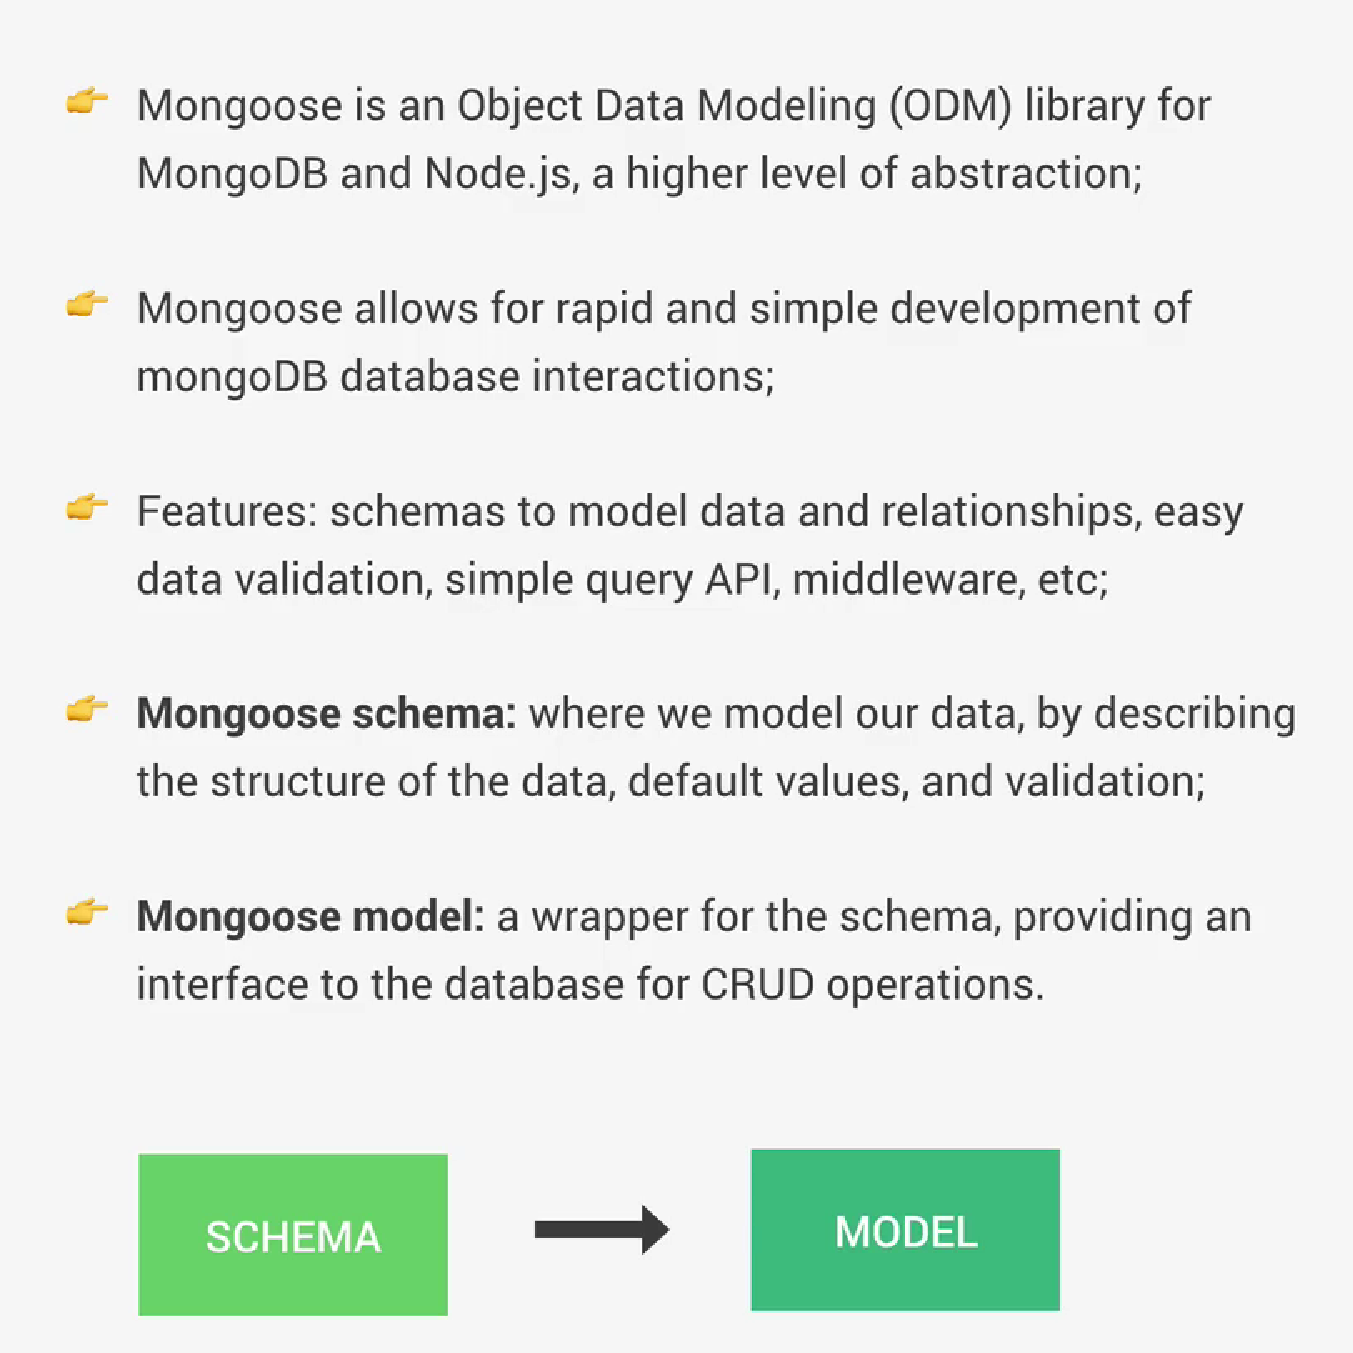 👉 Mongoose is an Object Data Modeling (ODM) library for
MongoDB and Node.js, a higher level of abstraction;
👉 Mongoose allows for rapid and simple development of
mongoDB database interactions;
👉 Features: schemas to model data and relationships, easy
data validation, simple query API, middleware, etc;
👉 Mongoose schema: where we model our data, by describing
the structure of the data, default values, and validation;
👉 Mongoose model: a wrapper for the schema, providing an
interface to the database for CRUD operations.
SCHEMA
MODEL